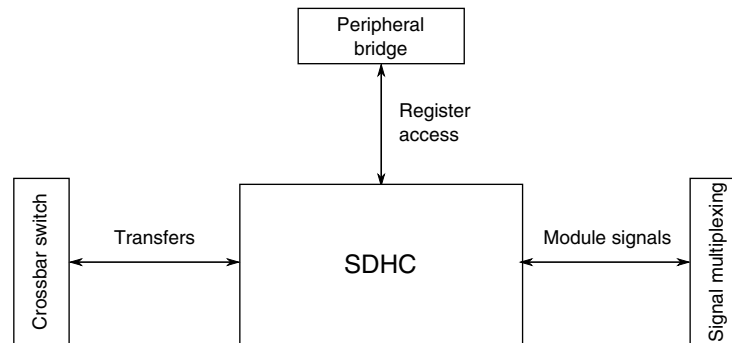 Peripheral
bridge
Register
access
Crossbar switch
Transfers
SDHC
Module signals
Signal multiplexing